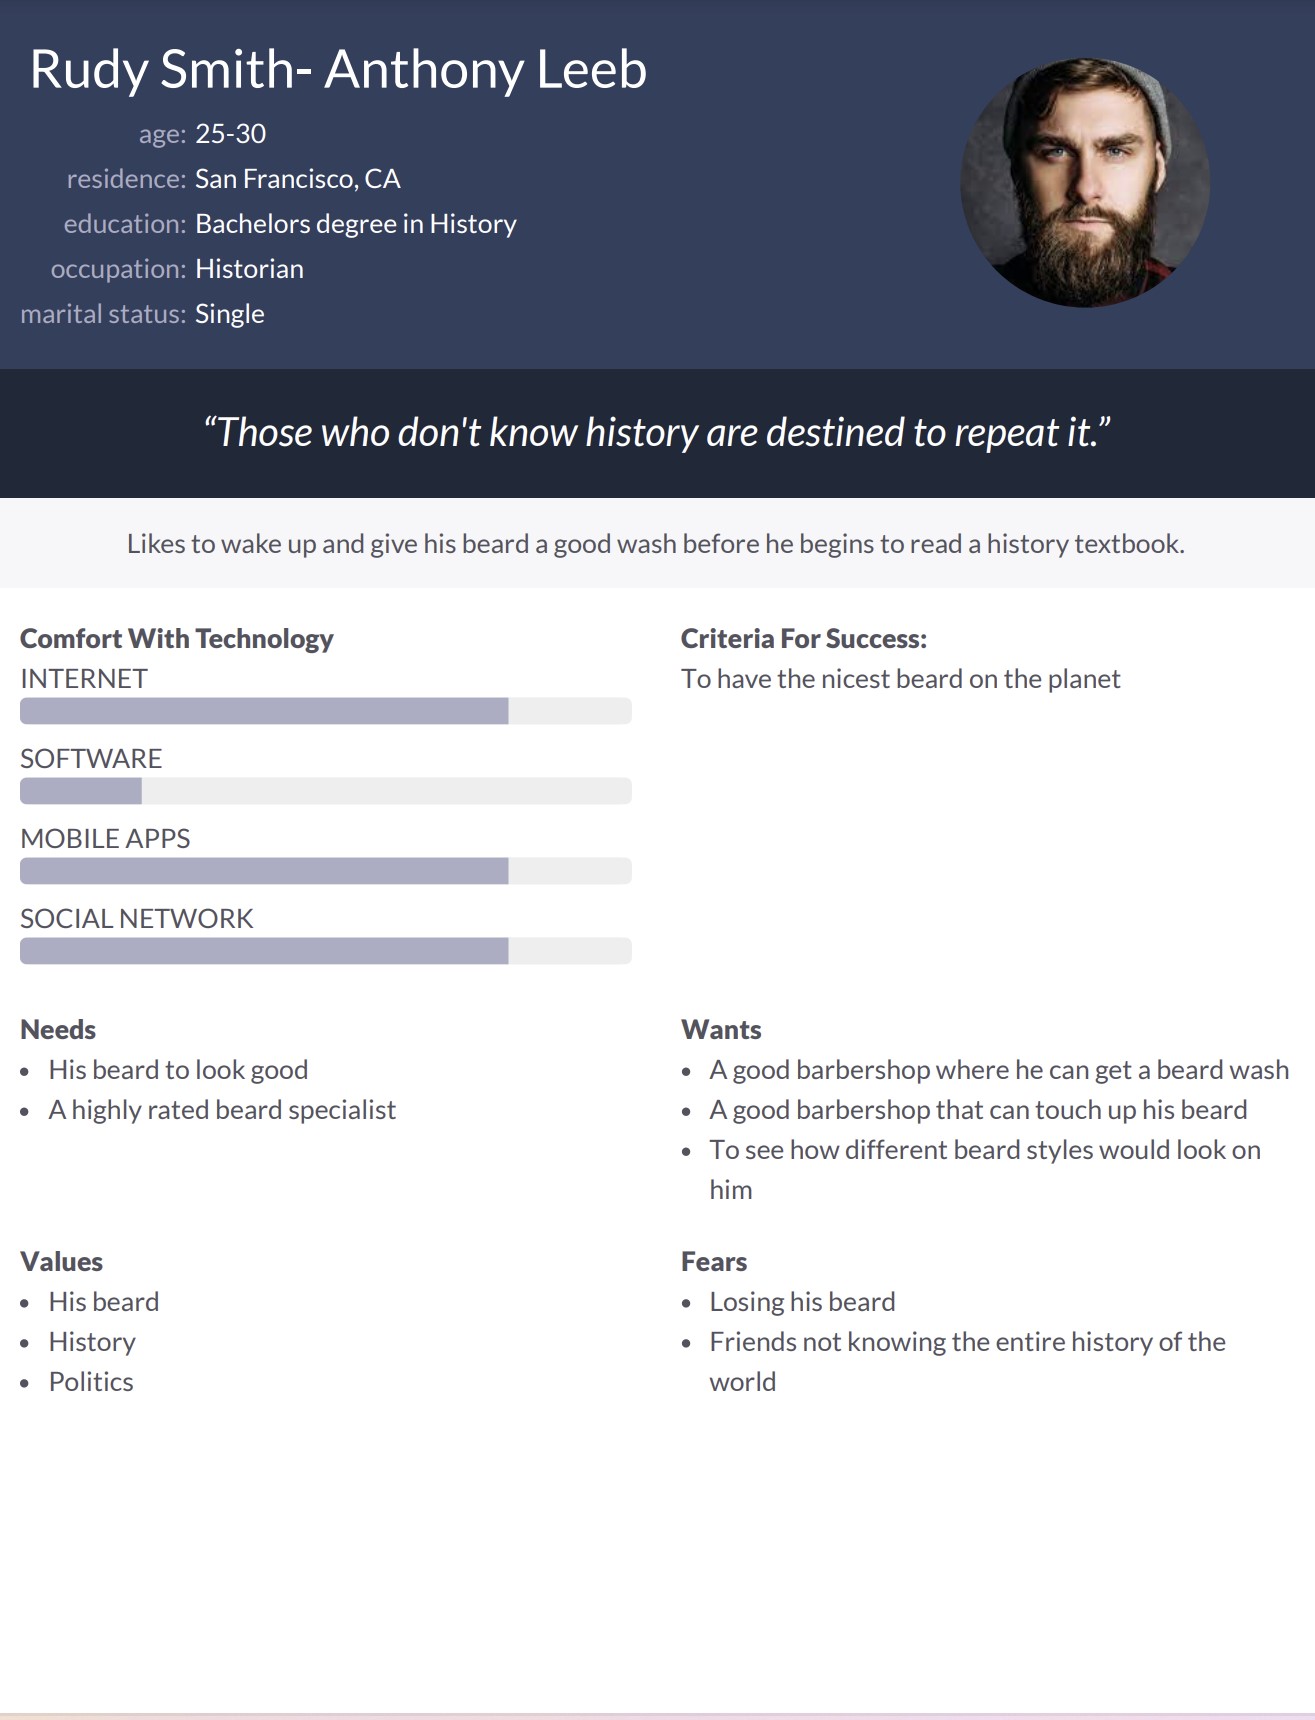 Rudy Smith- Anthony Leeb
age: 25-30
residence: San Francisco, CA
education: Bachelors degree in History
occupation: Historian
marital status: Single
“Those who don't know history are destined to repeat it.”
Likes to wake up and give his beard a good wash before he begins to read a history textbook.
Comfort With Technology
INTERNET
SOFTWARE
MOBILE APPS
SOCIAL NETWORK
Criteria For Success:
To have the nicest beard on the planet
Needs
• His beard to look good
• A highly rated beard specialist
Wants
• A good barbershop where he can get a beard wash
• A good barbershop that can touch up his beard
• To see how different beard styles would look on
him
Values
• His beard
• History
• Politics
Fears
• Losing his beard
• Friends not knowing the entire history of the
world